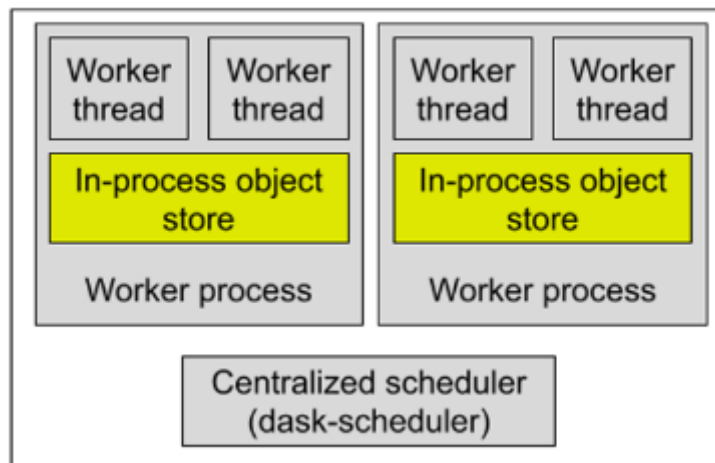 Worker
thread
Worker
thread
In-process object
store
Worker process
Worker
thread
Worker
thread
In-process object
store
Worker process
Centralized scheduler
(dask-scheduler)